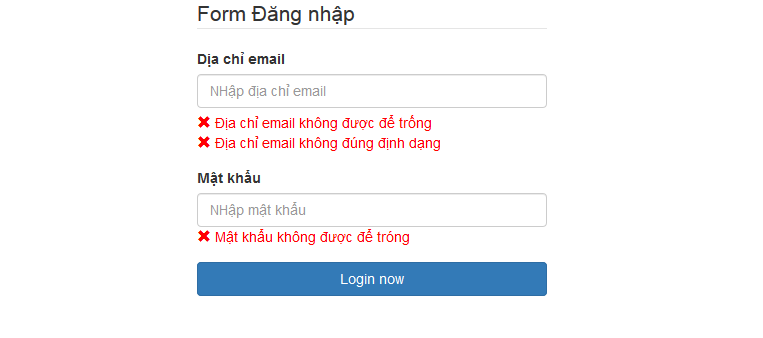 Form Đăng nhập
Dịa chỉ email
NHập địa chỉ email
Địa chỉ email không được để trống
Địa chỉ email không đúng định dạng
Mật khẩu
NHập mật khẩu
Mật khẩu không được để tróng
Login now